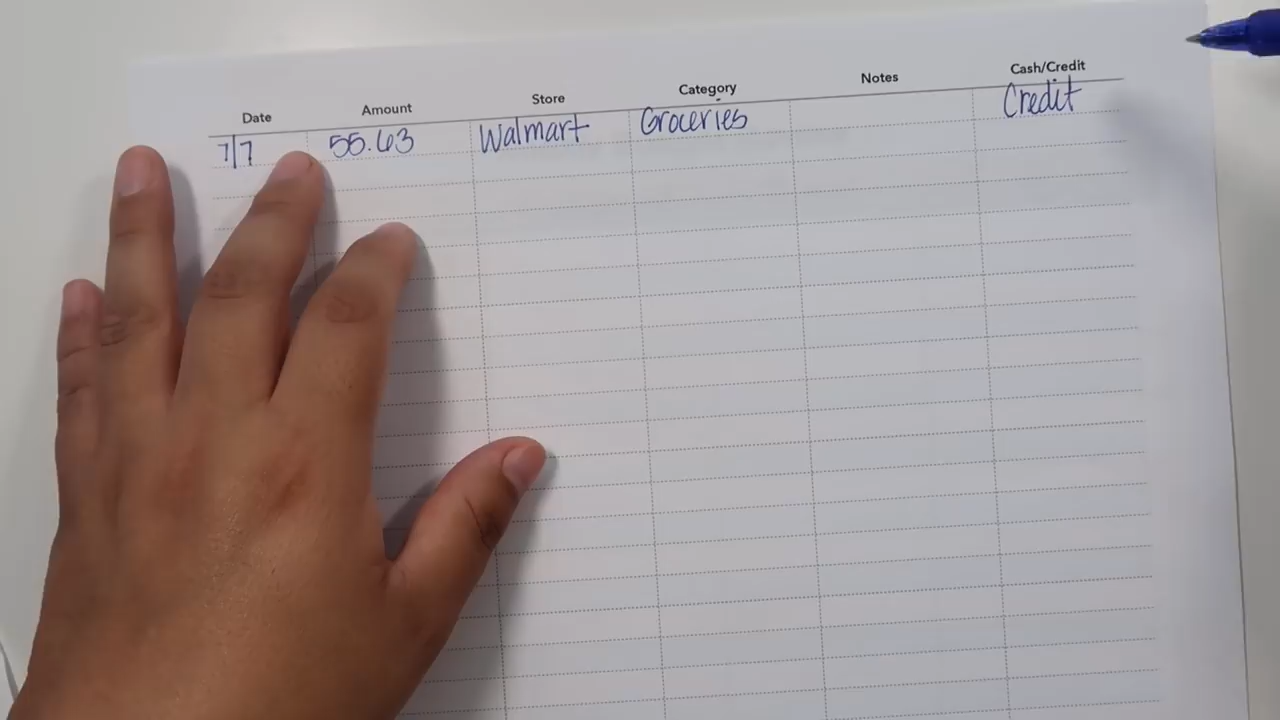 Date Amount Store Category Notes Cash/Credit
7/7 55.63 Walmart Groceries Credit